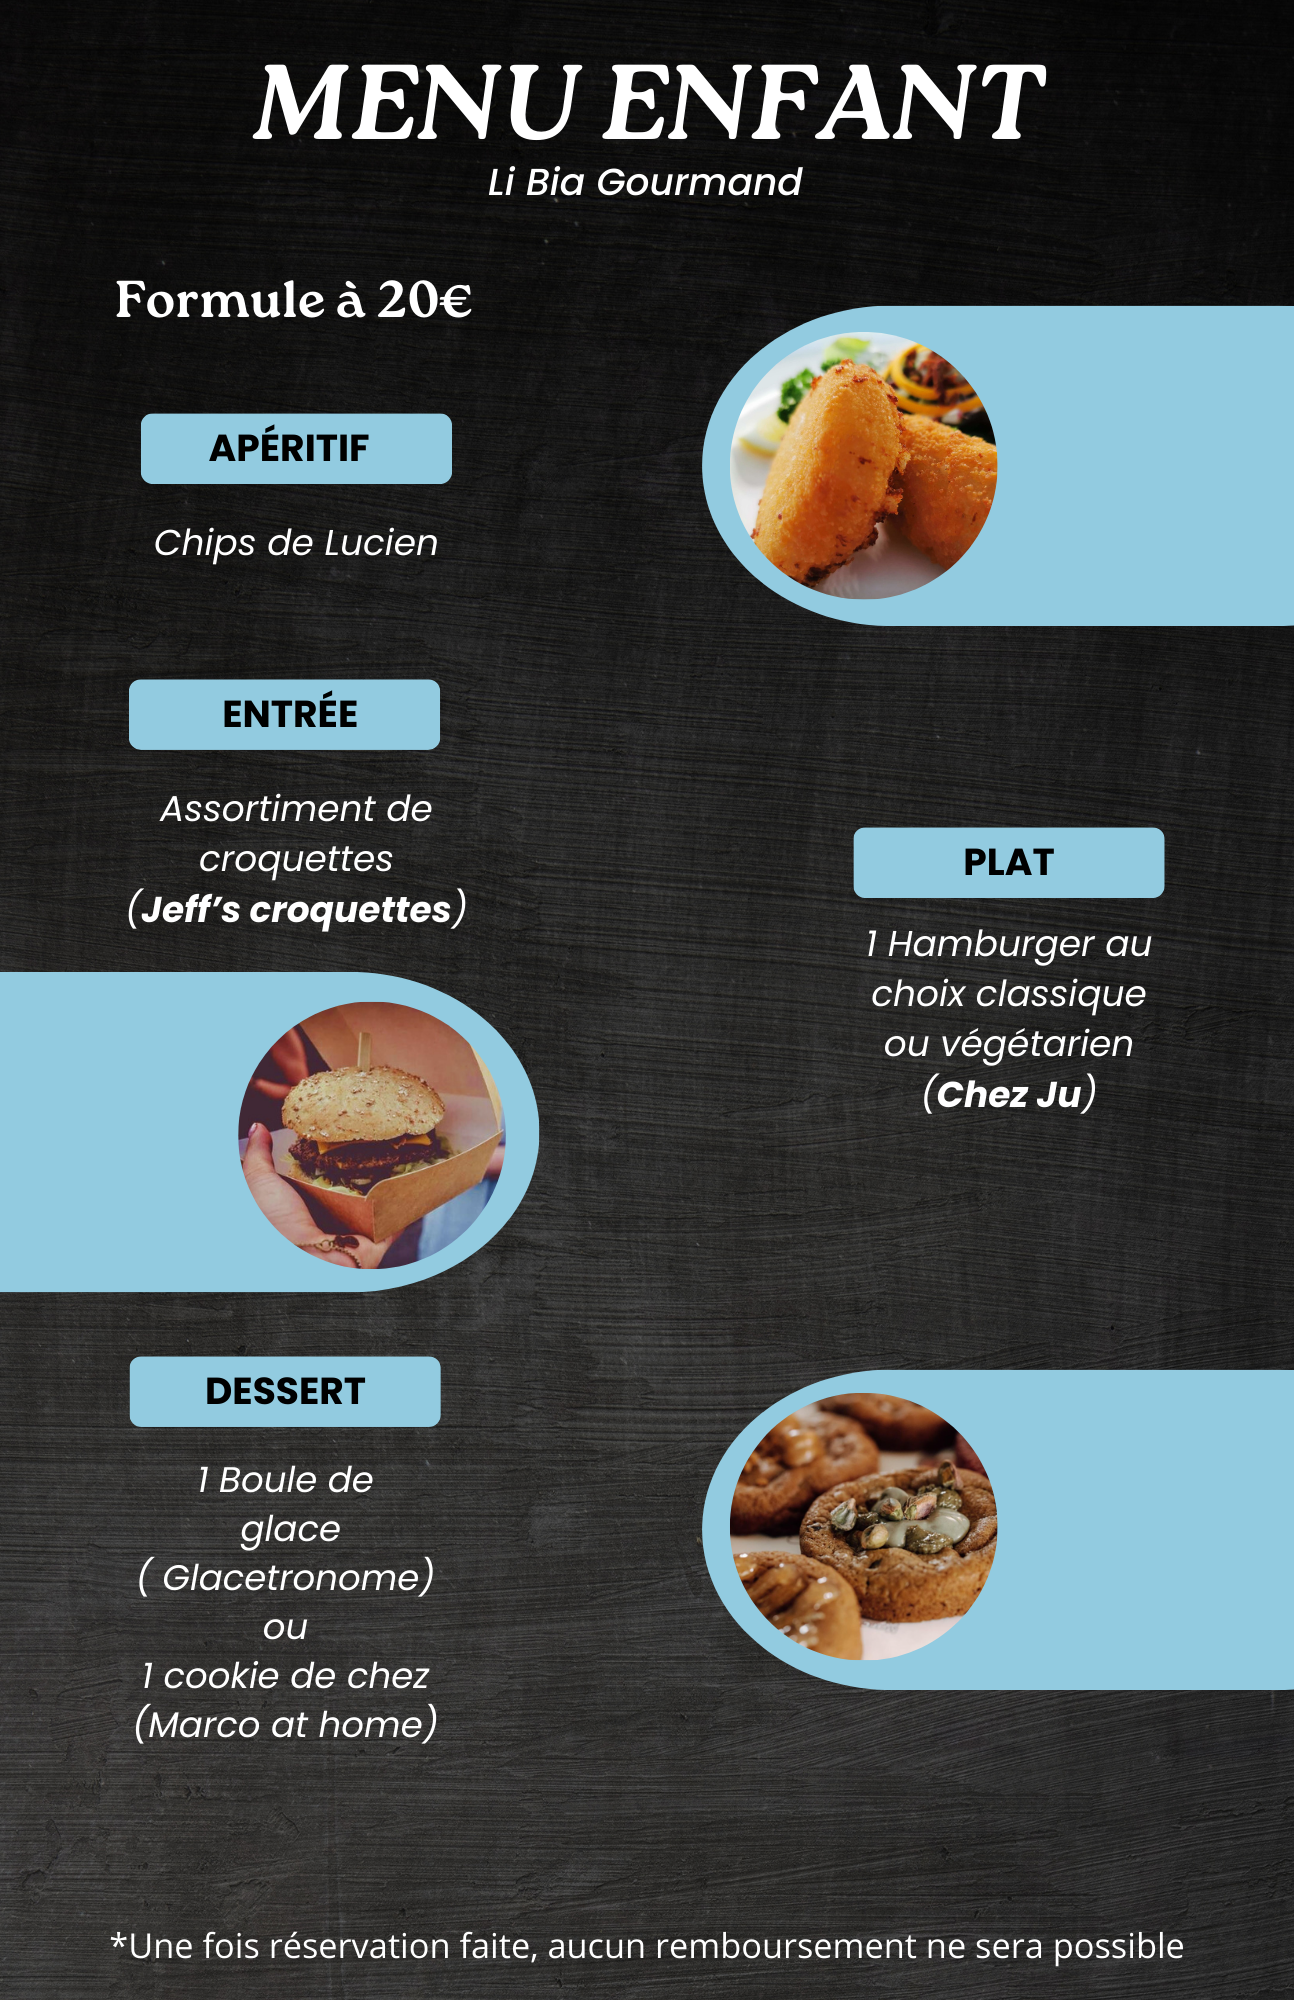 MENU ENFANT
Li Bia Gourmand
Formule à 20€
APÉRITIF
Chips de Lucien
ENTRÉE
Assortiment de
croquettes
(Jeff’s croquettes)
PLAT
1 Hamburger au
choix classique
ou végétarien
(Chez Ju)
DESSERT
1 Boule de
glace
( Glacetronome)
ou
1 cookie de chez
(Marco at home)
*Une fois réservation faite, aucun remboursement ne sera possible